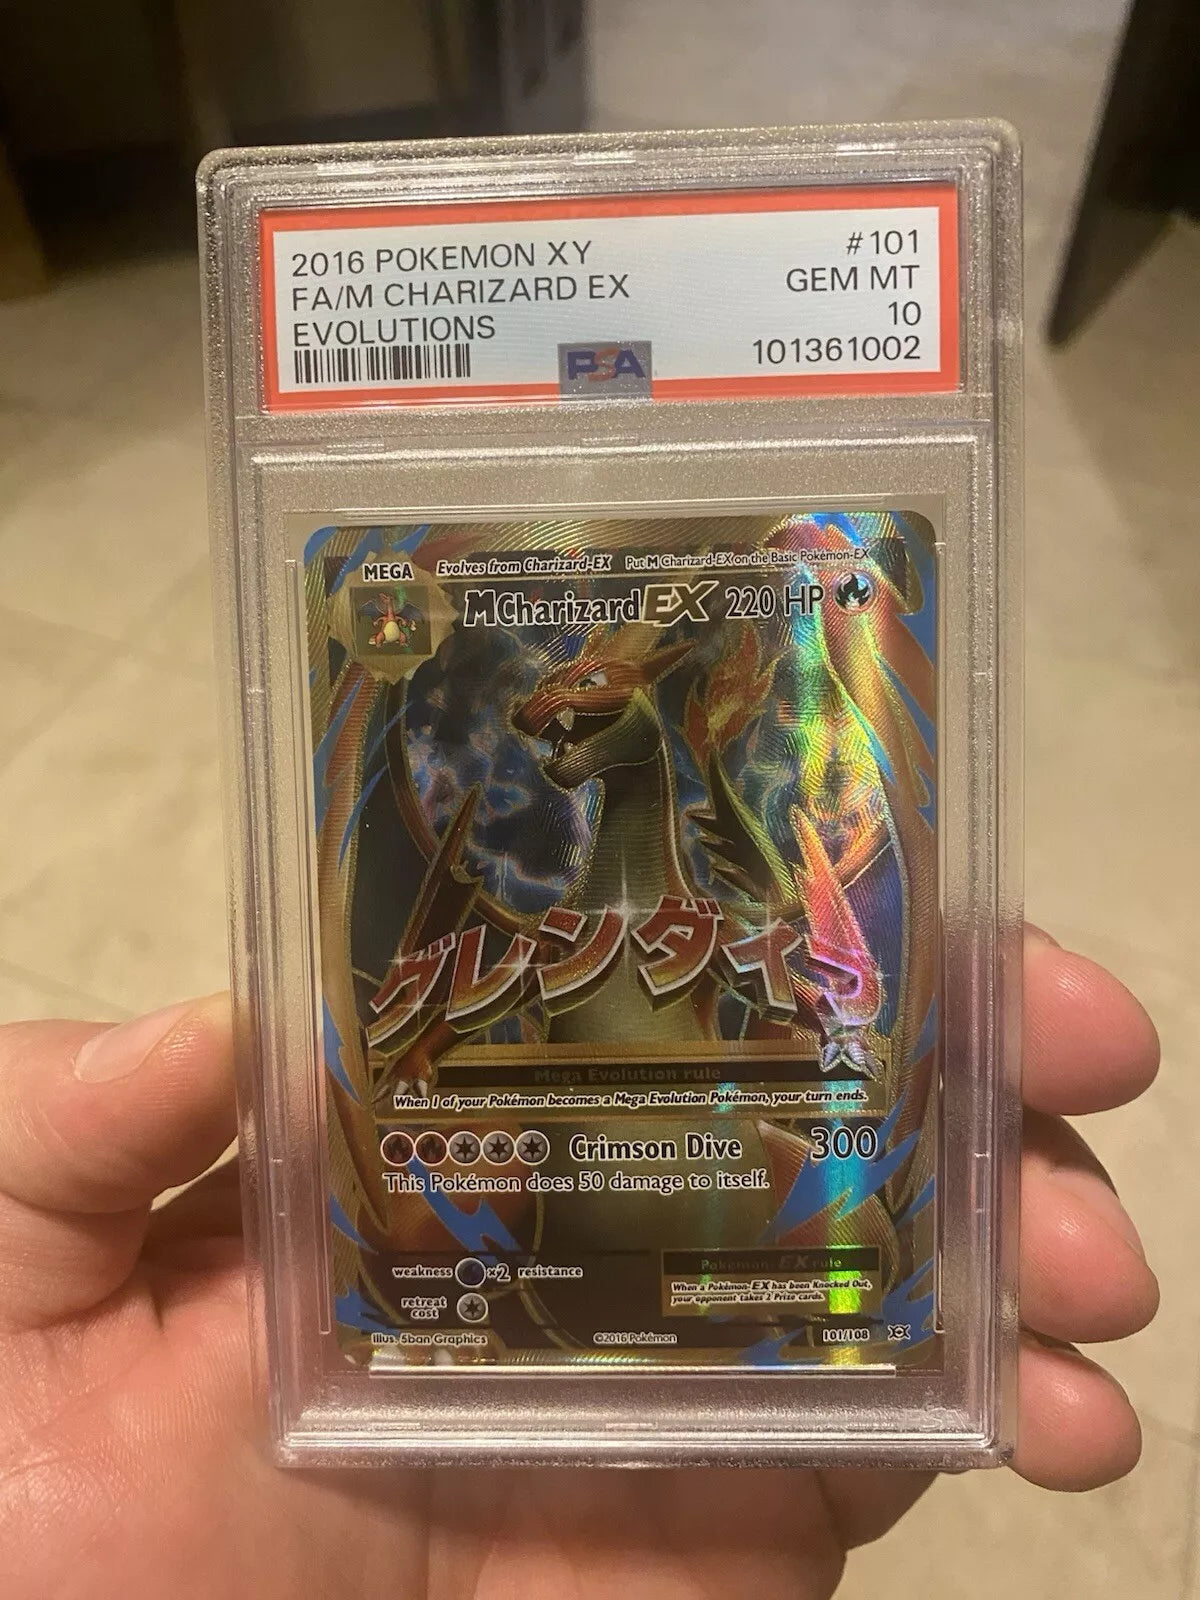 2016 POKEMON XY
FA/M CHARIZARD EX
EVOLUTIONS
#101
GEM MT
10
101361002
PSA
MEGA
Evolves from Charizard-EX Put M Charizard-EX on the Basic Pokémon-EX
M Charizard EX 220 HP
グレンダイブ
Mega Evolution rule
When 1 of your Pokémon becomes a Mega Evolution Pokémon, your turn ends.
Crimson Dive 300
This Pokémon does 50 damage to itself.
weakness ×2 resistance
retreat
cost
Pokémon-EX rule
When a Pokémon-EX has been Knocked Out,
your opponent takes 2 Prize cards.
Illus. 5ban Graphics
©2016 Pokémon
101/108